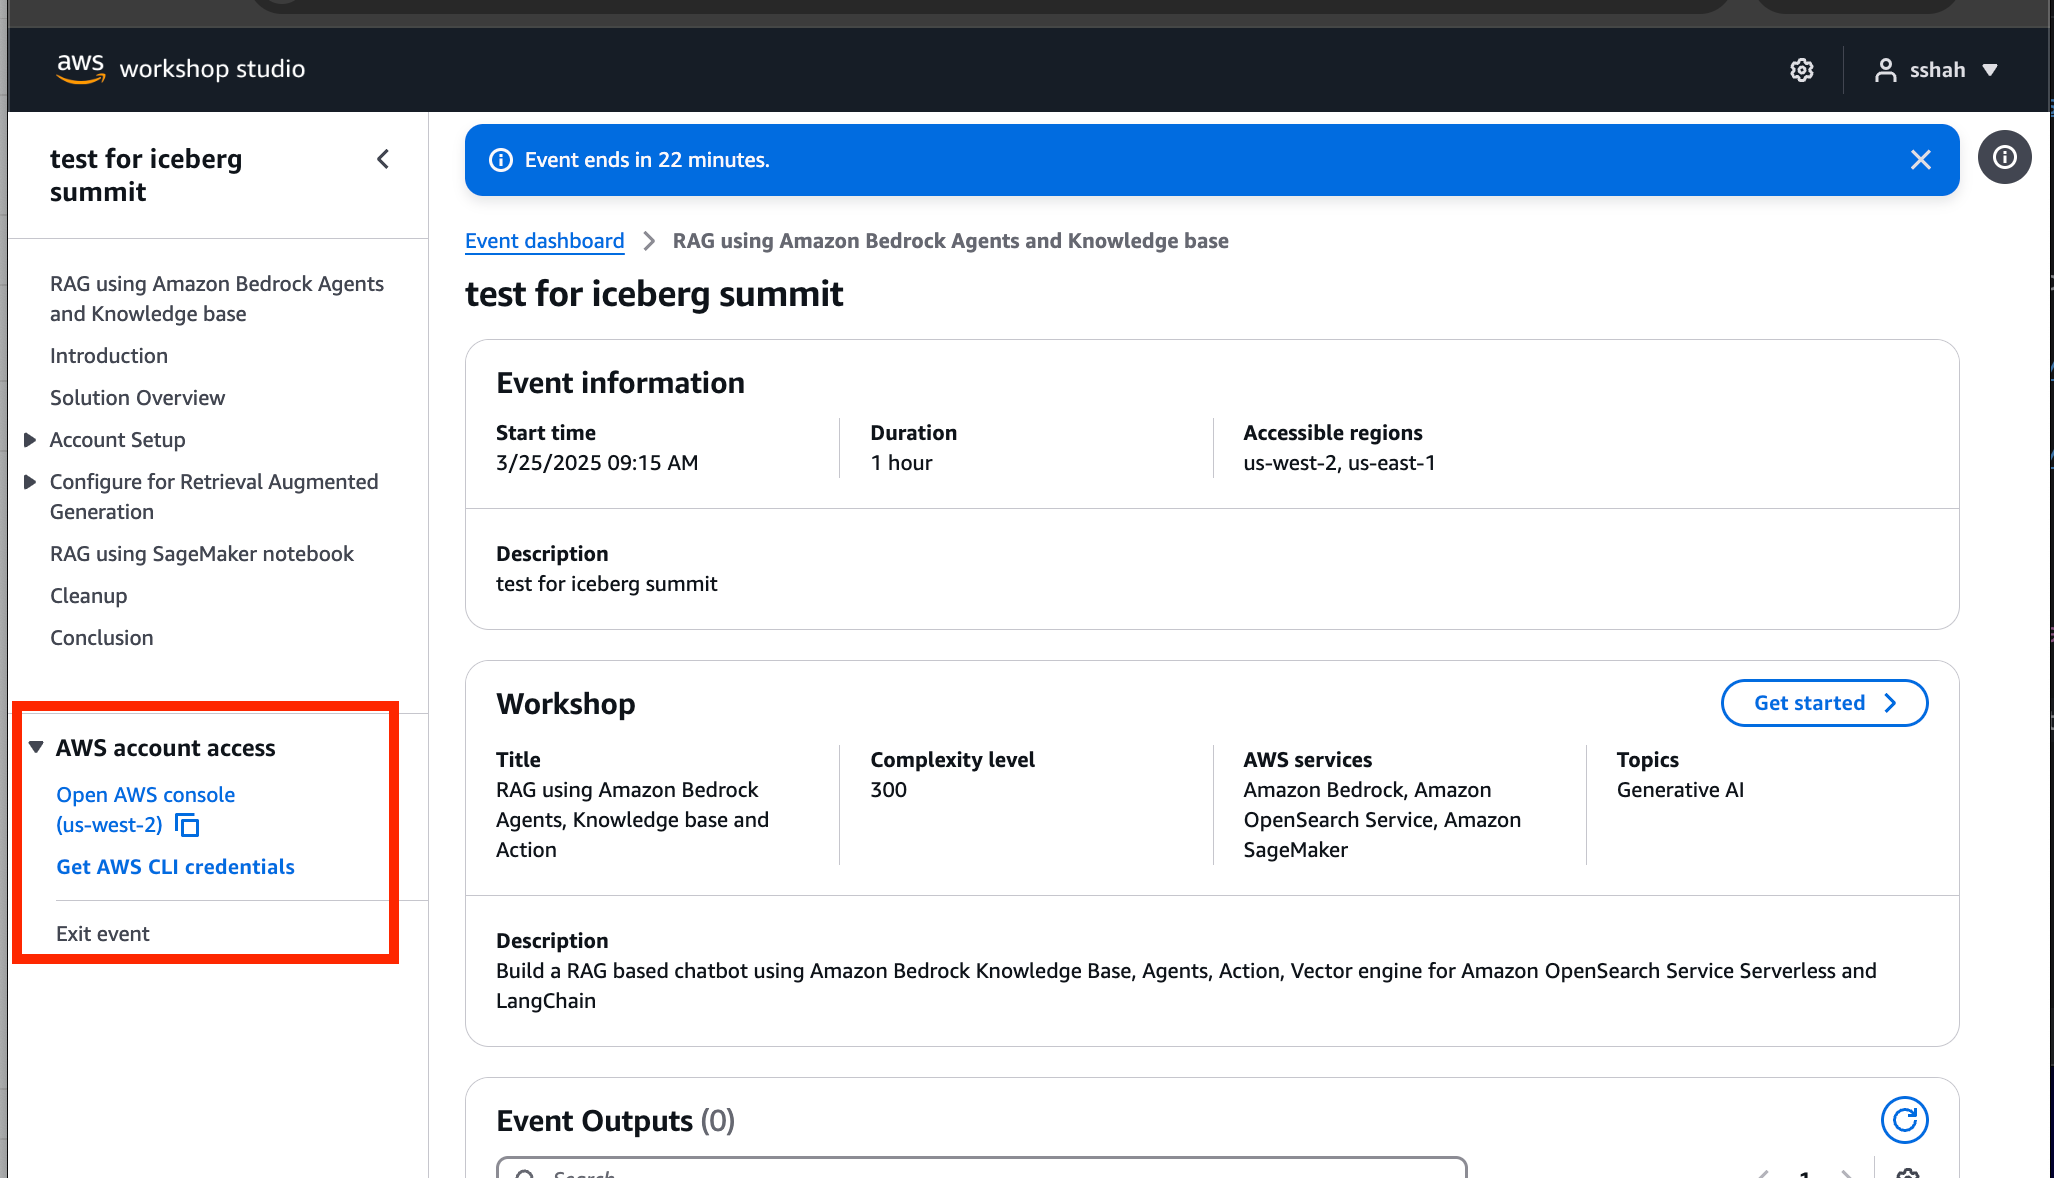 aws workshop studio
sshah
test for iceberg
summit
RAG using Amazon Bedrock Agents
and Knowledge base
Introduction
Solution Overview
Account Setup
Configure for Retrieval Augmented
Generation
RAG using SageMaker notebook
Cleanup
Conclusion
AWS account access
Open AWS console
(us-west-2)
Get AWS CLI credentials
Exit event
Event ends in 22 minutes.
Event dashboard
RAG using Amazon Bedrock Agents and Knowledge base
test for iceberg summit
Event information
Start time
3/25/2025 09:15 AM
Duration
1 hour
Accessible regions
us-west-2, us-east-1
Description
test for iceberg summit
Workshop
Get started
Title
RAG using Amazon Bedrock
Agents, Knowledge base and
Action
Complexity level
300
AWS services
Amazon Bedrock, Amazon
OpenSearch Service, Amazon
SageMaker
Topics
Generative AI
Description
Build a RAG based chatbot using Amazon Bedrock Knowledge Base, Agents, Action, Vector engine for Amazon OpenSearch Service Serverless and
LangChain
Event Outputs (0)
Search
1